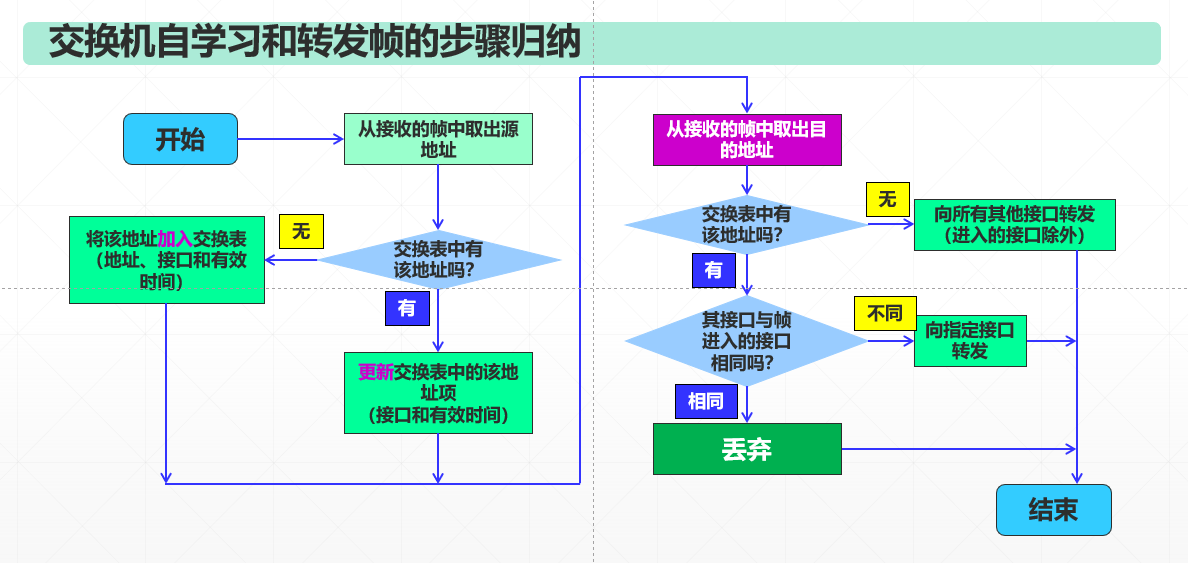 交换机自学习和转发帧的步骤归纳
开始
从接收的帧中取出源
地址
交换表中有
该地址吗？
无
将该地址加入交换表
（地址、接口和有效
时间）
有
更新交换表中的该地
址项
（接口和有效时间）
从接收的帧中取出目
的地址
交换表中有
该地址吗？
无
向所有其他接口转发
（进入的接口除外）
有
其接口与帧
进入的接口
相同吗？
不同
向指定接口
转发
相同
丢弃
结束